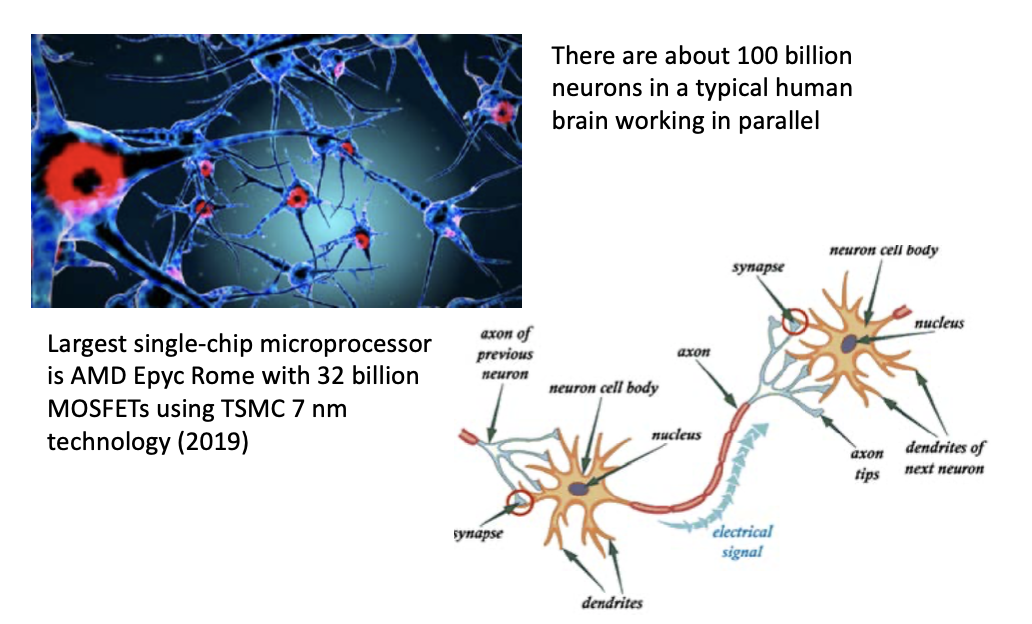 There are about 100 billion
neurons in a typical human
brain working in parallel
Largest single-chip microprocessor
is AMD Epyc Rome with 32 billion
MOSFETs using TSMC 7 nm
technology (2019)
neuron cell body
synapse
nucleus
axon of
previous
neuron
axon
neuron cell body
nucleus
axon
tips
dendrites of
next neuron
synapse
electrical
signal
dendrites